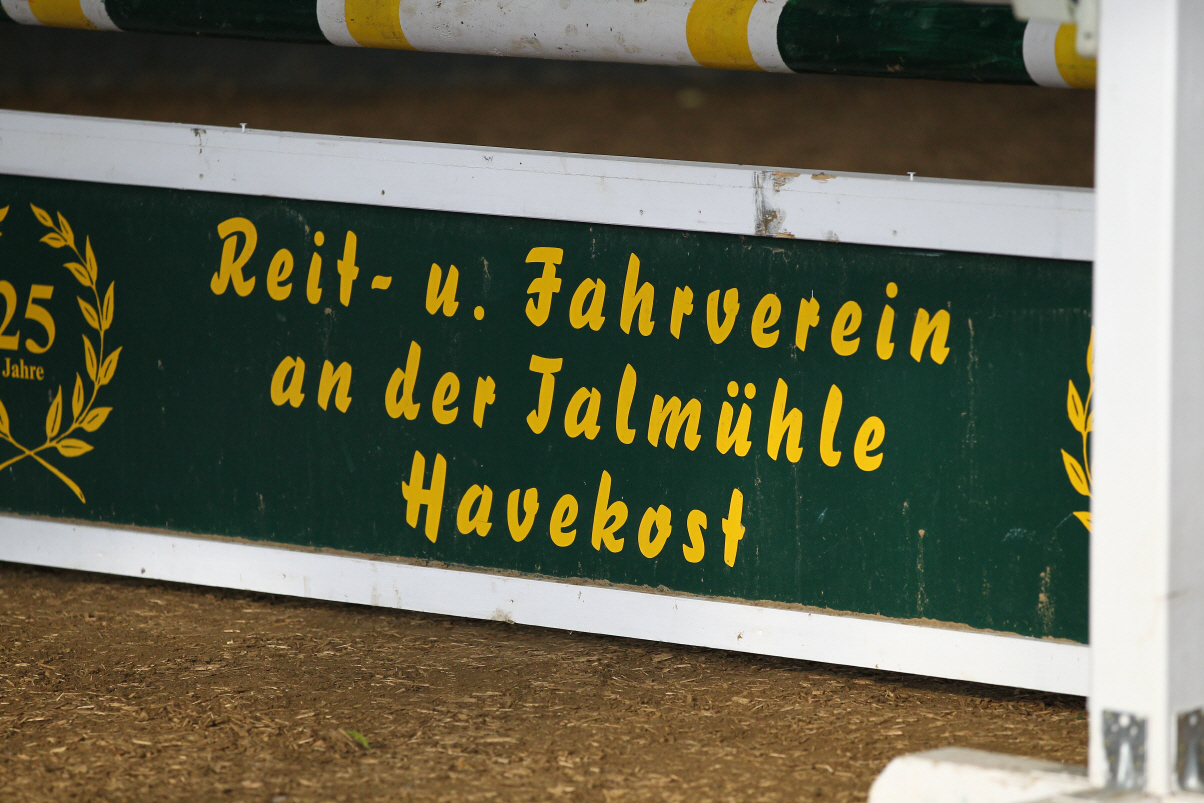 25
Jahre
Reit- u. Fahrverein
an der Talmühle
Havekost